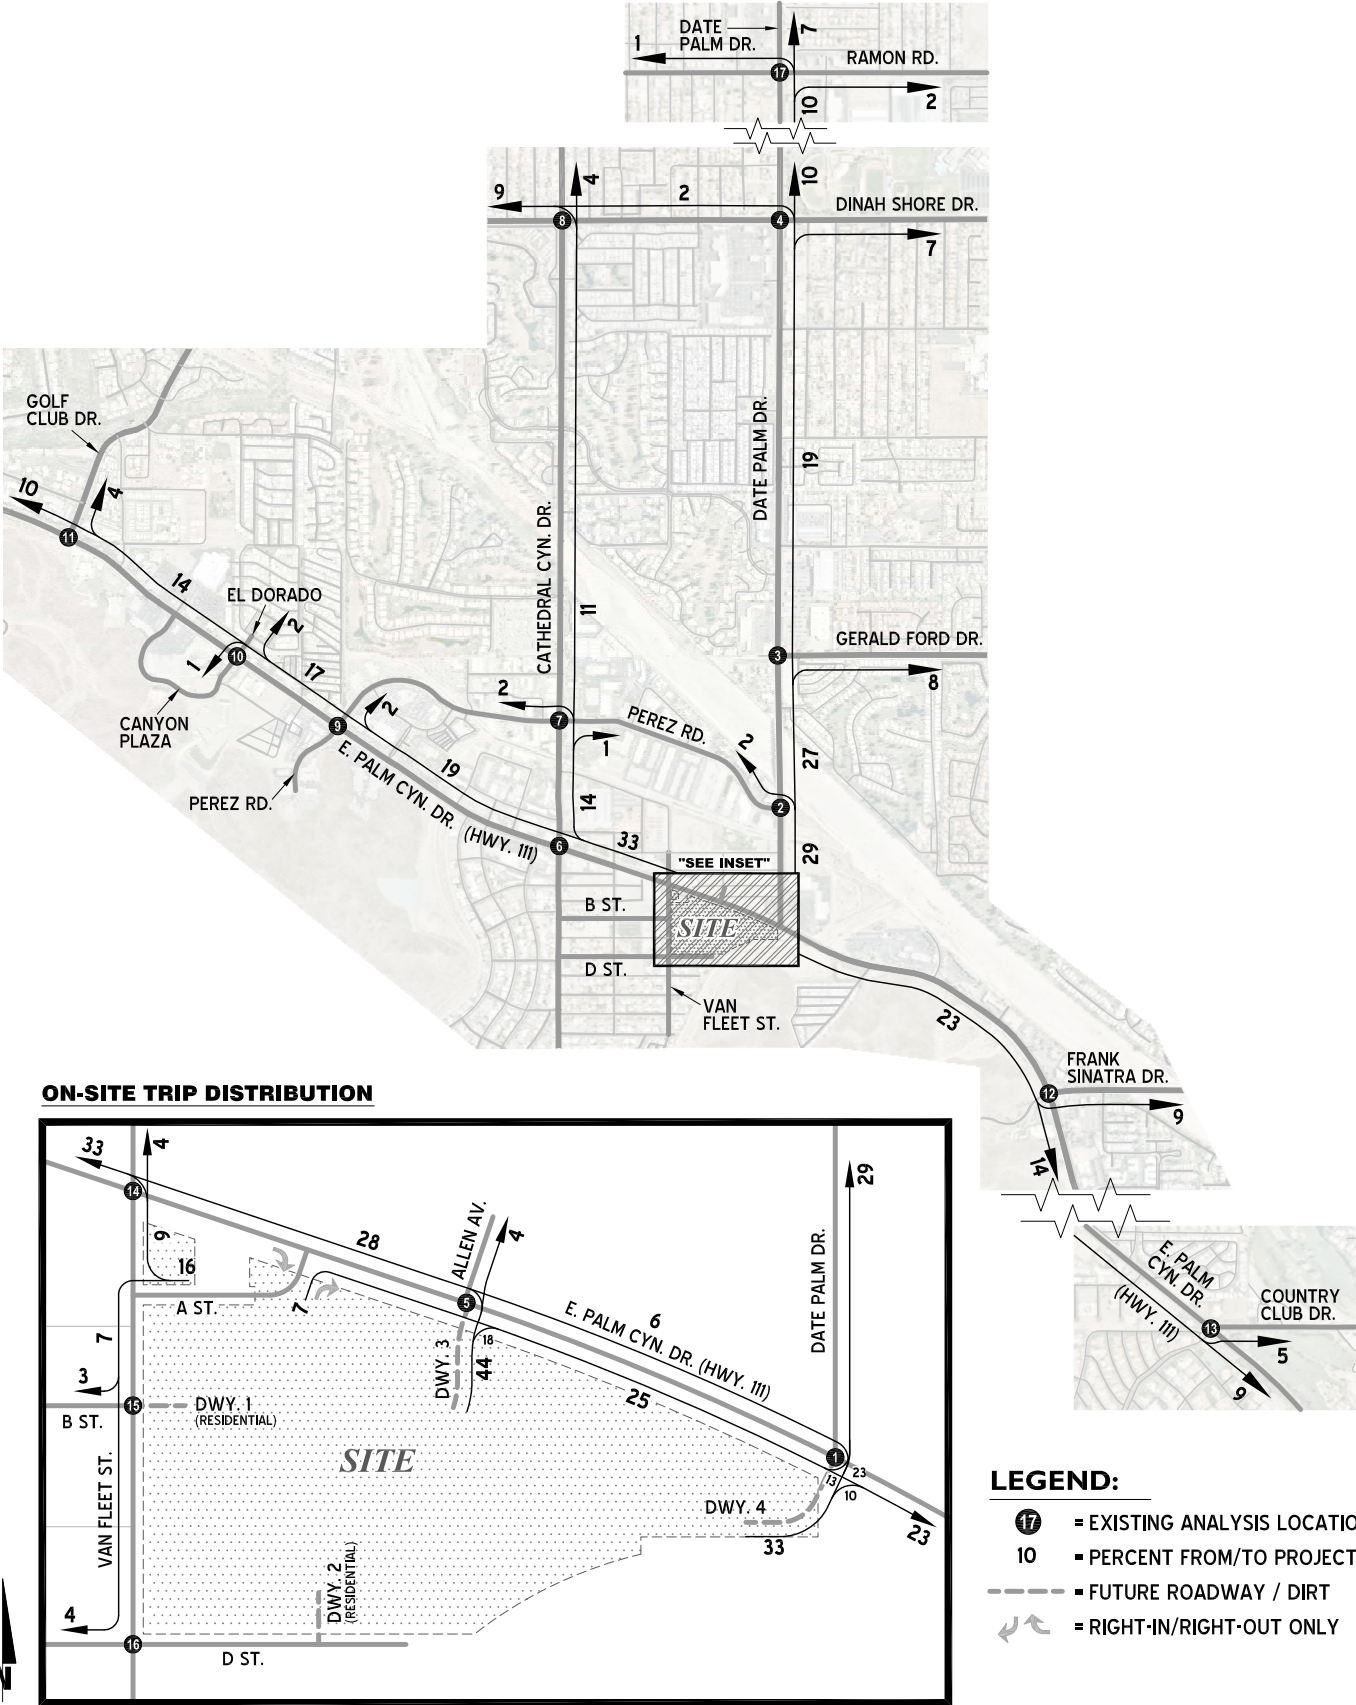 DATE
PALM DR.
7
1
17
RAMON RD.
10
2
4
9
2
10
DINAH SHORE DR.
8
4
7
GOLF
CLUB DR.
10
4
11
14
EL DORADO
2
1
10
17
CANYON
PLAZA
9
2
PEREZ RD.
E. PALM CYN. DR. (HWY. 111)
19
CATHEDRAL CYN. DR.
11
2
7
1
14
6
33
PEREZ RD.
2
2
DATE PALM DR.
19
GERALD FORD DR.
3
8
27
29
"SEE INSET"
B ST.
SITE
D ST.
VAN
FLEET ST.
23
FRANK
SINATRA DR.
12
9
14
E. PALM
CYN. DR.
(HWY. 111)
COUNTRY
CLUB DR.
13
5
9
ON-SITE TRIP DISTRIBUTION
33
4
14
9
16
28
A ST.
7
ALLEN AV.
4
5
18
DWY. 3
44
6
E. PALM CYN. DR. (HWY. 111)
25
DATE PALM DR.
29
7
3
B ST.
15
DWY. 1
(RESIDENTIAL)
SITE
1
23
13
10
DWY. 4
33
23
VAN FLEET ST.
DWY. 2
(RESIDENTIAL)
4
16
D ST.
N
LEGEND:
17 = EXISTING ANALYSIS LOCATIO
10 = PERCENT FROM/TO PROJECT
= FUTURE ROADWAY / DIRT
= RIGHT-IN/RIGHT-OUT ONLY